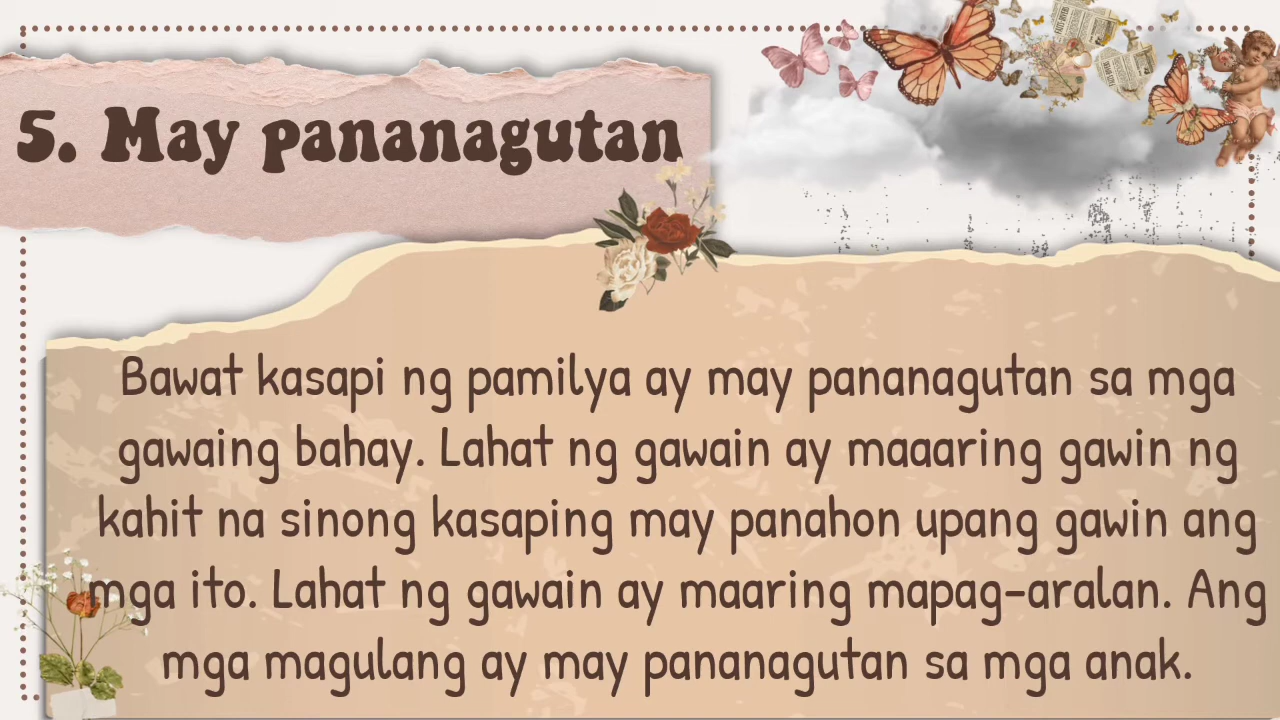 5. May pananagutan
Bawat kasapi ng pamilya ay may pananagutan sa mga
gawaing bahay. Lahat ng gawain ay maaaring gawin ng
kahit na sinong kasaping may panahon upang gawin ang
mga ito. Lahat ng gawain ay maaring mapag-aralan. Ang
mga magulang ay may pananagutan sa mga anak.